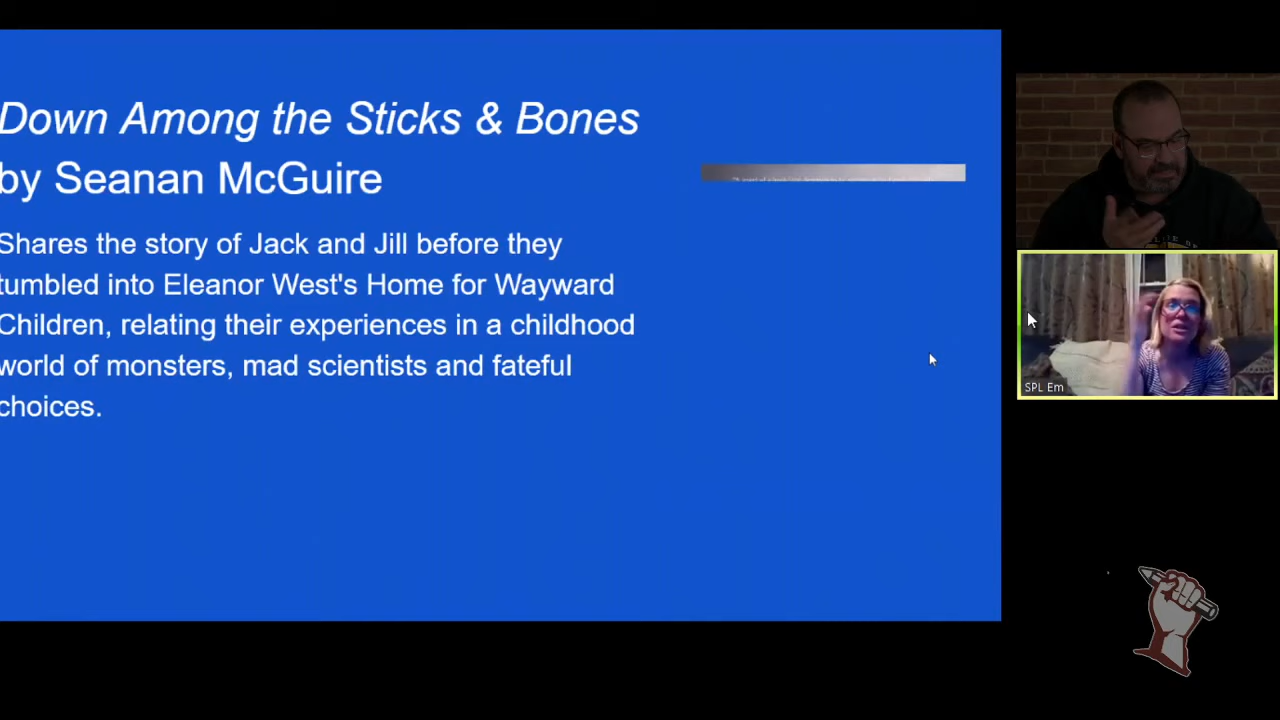 Down Among the Sticks & Bones
by Seanan McGuire
Shares the story of Jack and Jill before they
tumbled into Eleanor West's Home for Wayward
Children, relating their experiences in a childhood
world of monsters, mad scientists and fateful
choices.
SPL Em